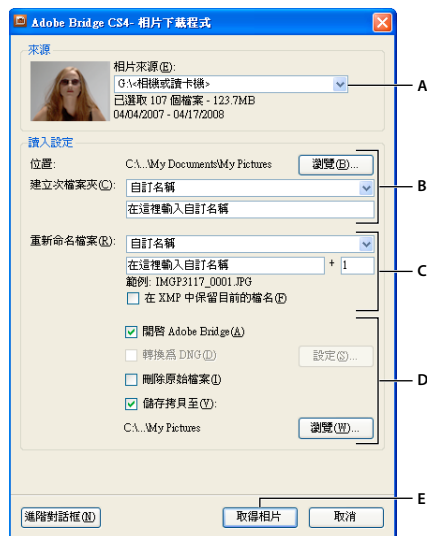 Adobe Bridge CS4- 相片下載程式
來源
相片來源(E):
G:\<相機或讀卡機>
已選取 107 個檔案 - 123.7MB
04/04/2007 - 04/17/2008
A
讀入設定
位置: C:\...\My Documents\My Pictures 瀏覽(B)...
建立次檔案夾(C): 自訂名稱
B
在這裡輸入自訂名稱
重新命名檔案(R): 自訂名稱
在這裡輸入自訂名稱 + 1
C
範例: IMGP3117_0001.JPG
在 XMP 中保留目前的檔名(P)
開啓 Adobe Bridge(A)
轉換爲 DNG(D) 設定(S)...
刪除原始檔案(I)
D
儲存拷貝至(V):
C:\...\My Pictures 瀏覽(W)...
E
進階對話框(N) 取得相片 取消